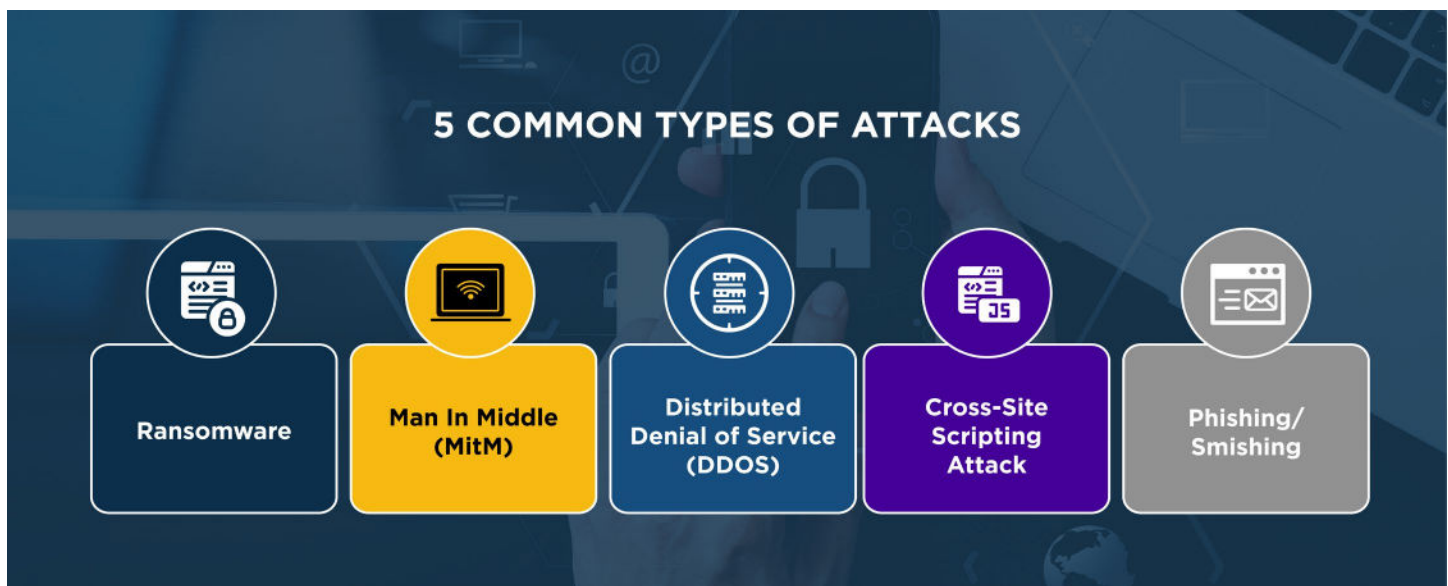 5 COMMON TYPES OF ATTACKS
Ransomware
Man In Middle
(MitM)
Distributed
Denial of Service
(DDOS)
JS
Cross-Site
Scripting
Attack
Phishing/
Smishing